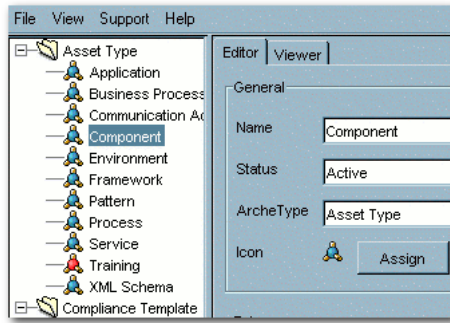 File View Support Help
Asset Type
Application
Business Process
Communication Ac
Component
Environment
Framework
Pattern
Process
Service
Training
XML Schema
Compliance Template
Editor Viewer
General
Name Component
Status Active
ArcheType Asset Type
Icon Assign